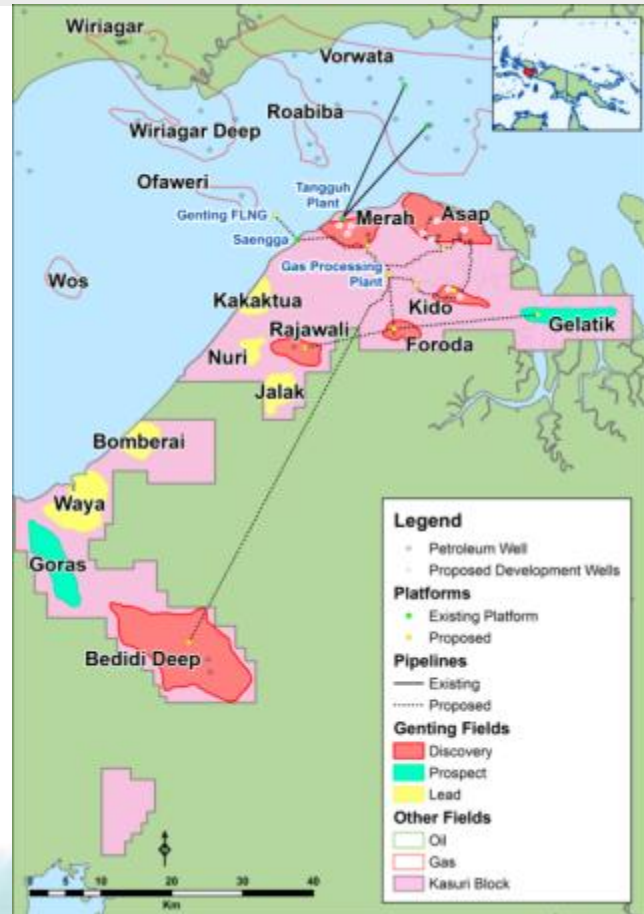 Wiriagar
Vorwata
Roabiba
Wiriagar Deep
Ofaweri
Tangguh
Plant
Genting FLNG
Merah
Asap
Saengga
Gas Processing
Plant
Wos
Kakaktua
Kido
Rajawali
Nuri
Foroda
Gelatik
Jalak
Bomberai
Waya
Goras
Bedidi Deep
Legend
Petroleum Well
Proposed Development Wells
Platforms
Existing Platform
Proposed
Pipelines
Existing
Proposed
Genting Fields
Discovery
Prospect
Lead
Other Fields
Oil
Gas
Kasuri Block
0 5 10 20 30 40
Km